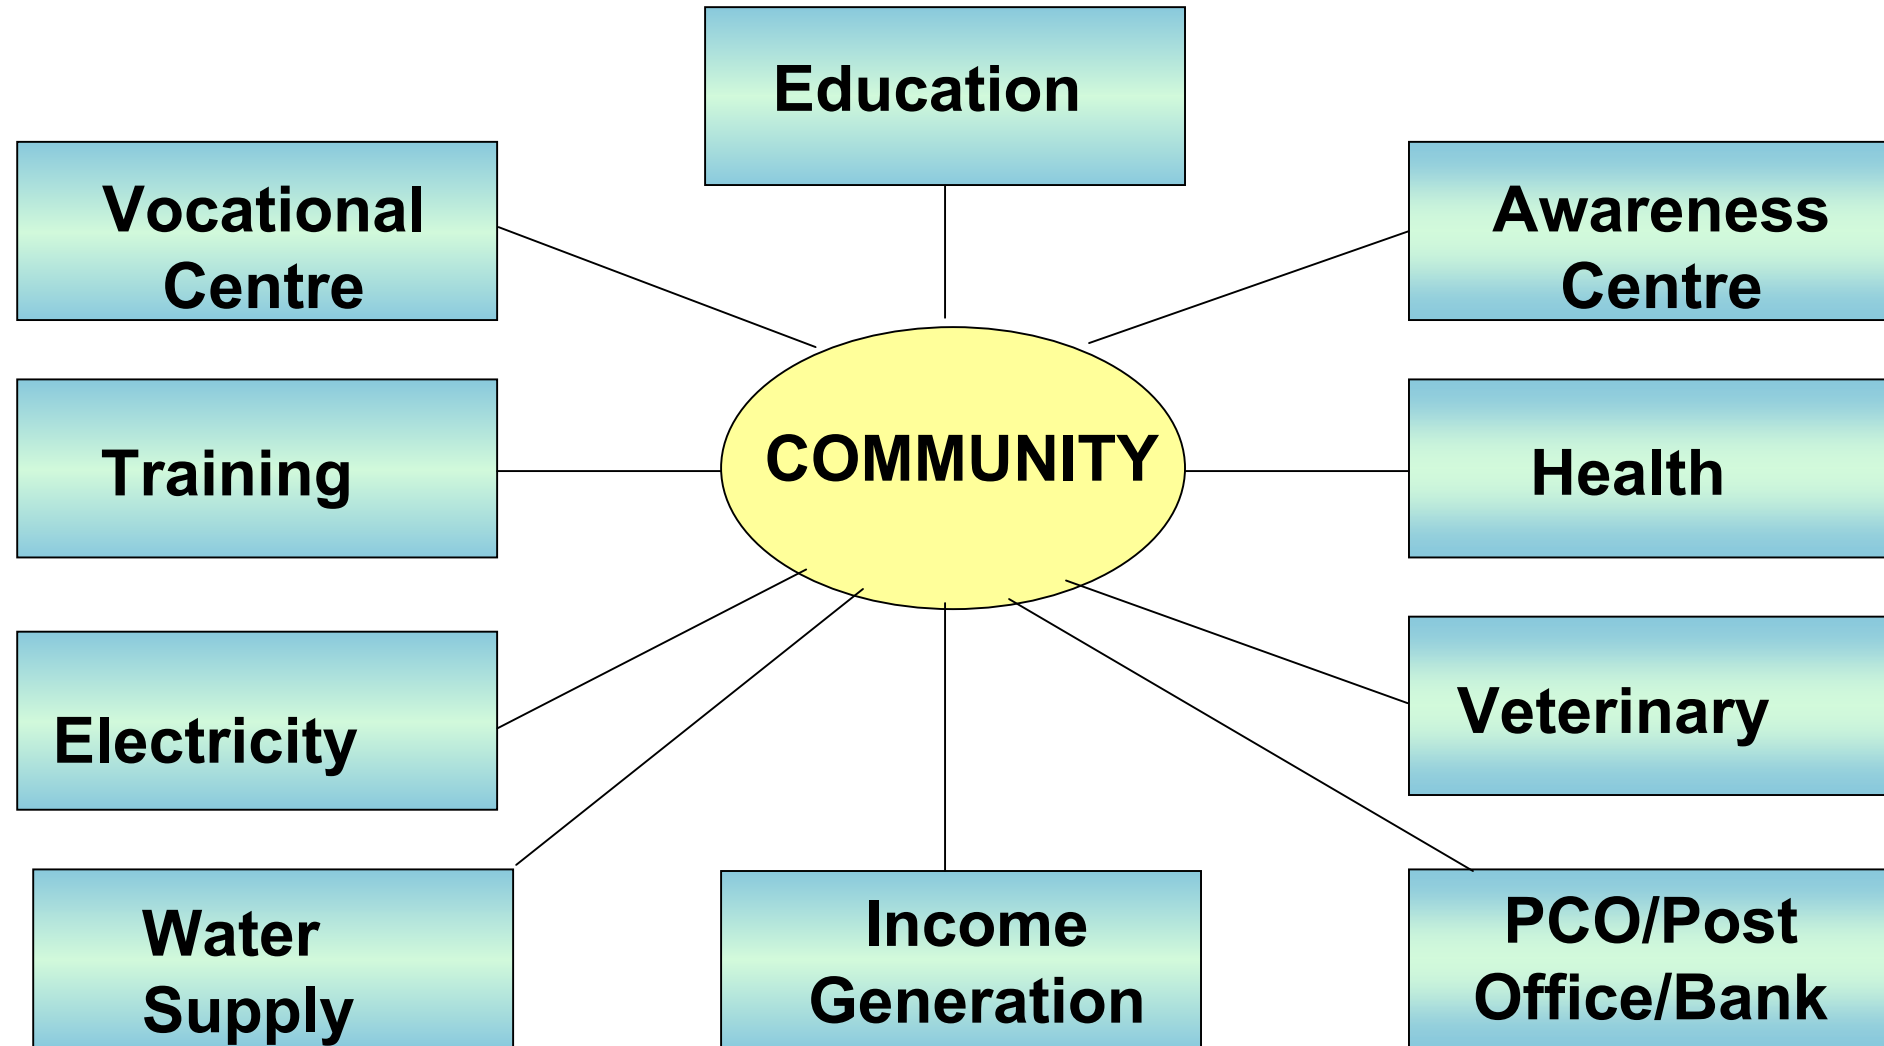 Education
Vocational
Centre
Awareness
Centre
COMMUNITY
Training
Health
Electricity
Veterinary
Water
Supply
Income
Generation
PCO/Post
Office/Bank